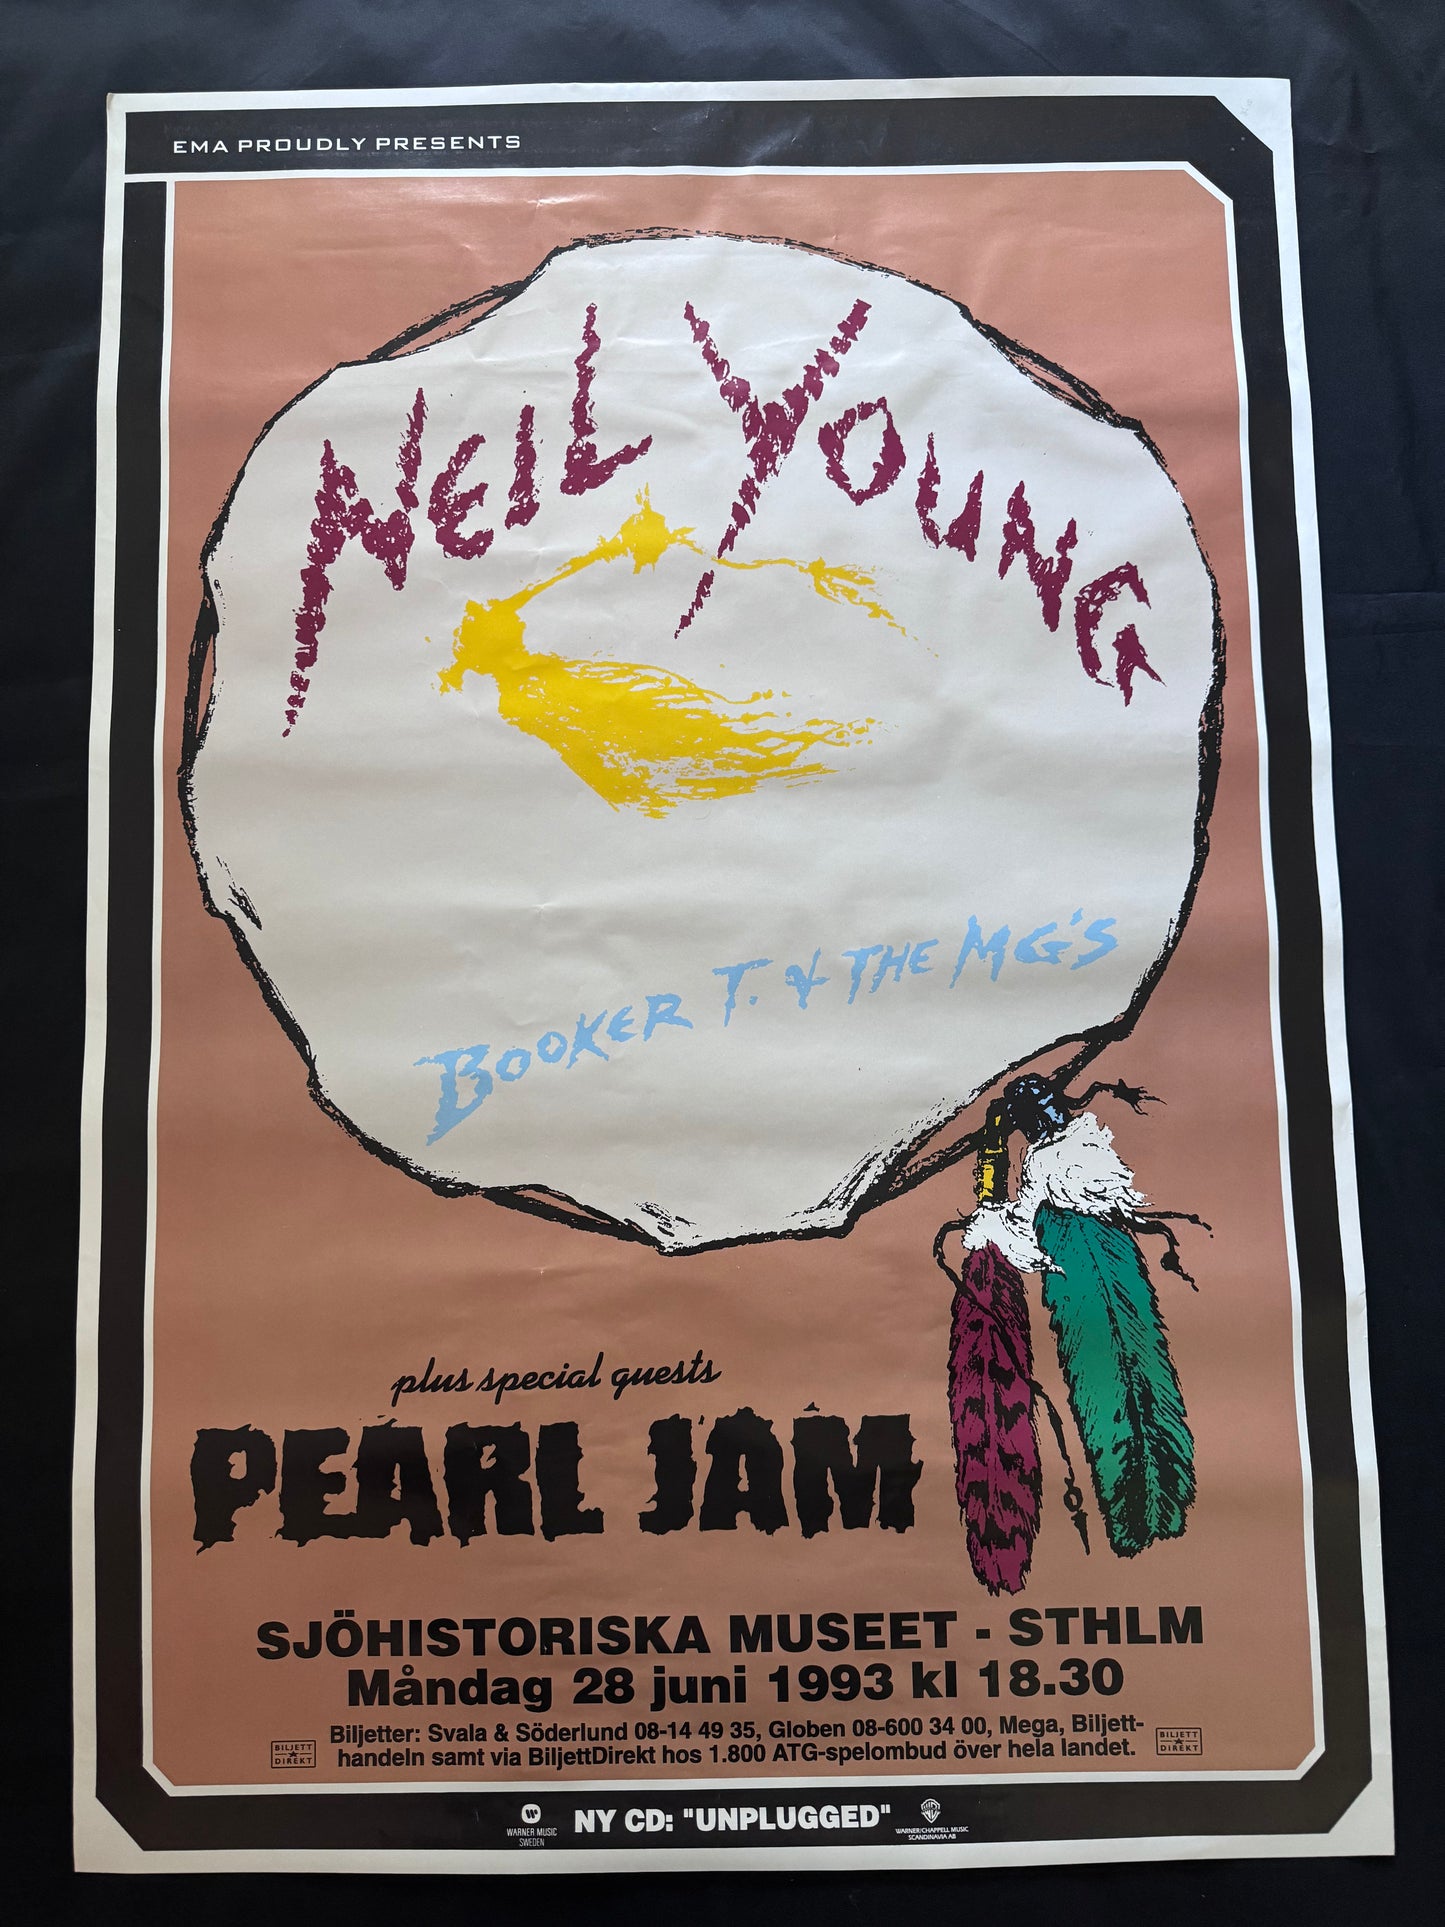 EMA PROUDLY PRESENTS
NEIL YOUNG
BOOKER T. & THE MG'S
plus special guests
PEARL JAM
SJÖHISTORISKA MUSEET - STHLM
Måndag 28 juni 1993 kl 18.30
Biljetter: Svala & Söderlund 08-14 49 35, Globen 08-600 34 00, Mega, Biljett-
handeln samt via BiljettDirekt hos 1.800 ATG-spelombud över hela landet.
BILJETT
DIREKT
BILJETT
DIREKT
WARNER MUSIC
SWEDEN
NY CD: "UNPLUGGED"
WARNER/CHAPPELL MUSIC
SCANDINAVIA AB